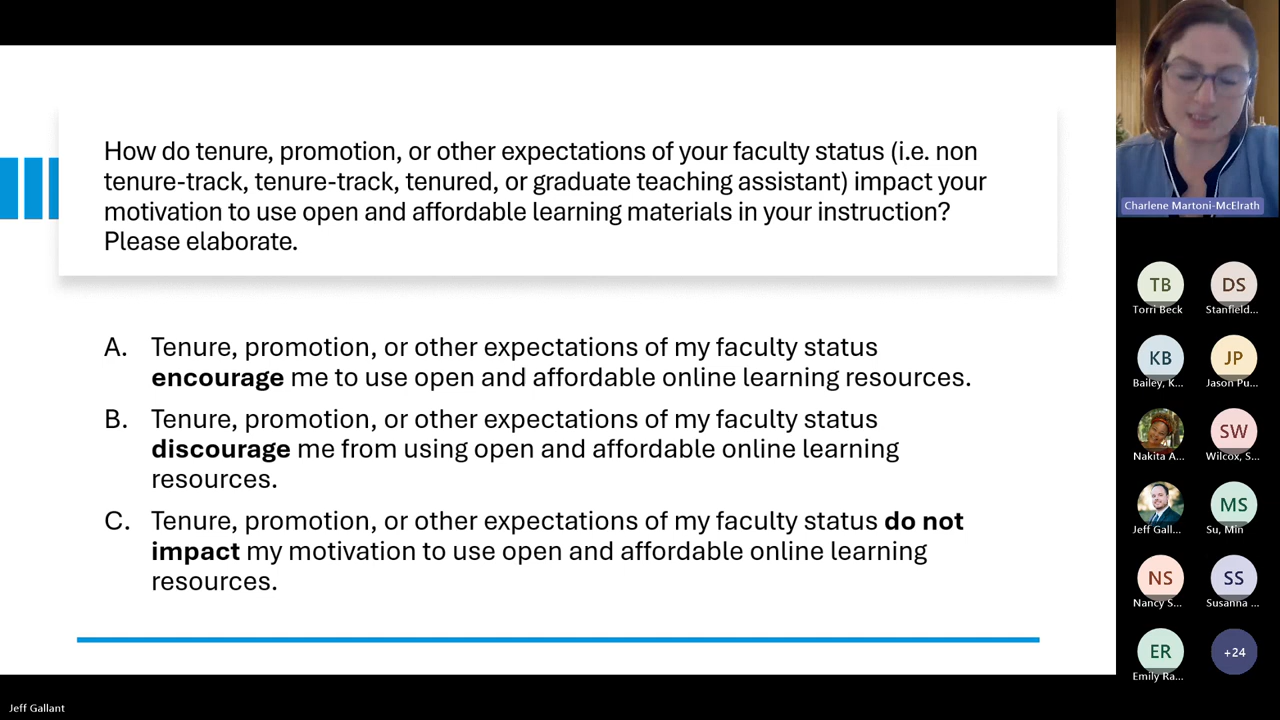 How do tenure, promotion, or other expectations of your faculty status (i.e. non
tenure-track, tenure-track, tenured, or graduate teaching assistant) impact your
motivation to use open and affordable learning materials in your instruction?
Please elaborate.
A. Tenure, promotion, or other expectations of my faculty status
encourage me to use open and affordable online learning resources.
B. Tenure, promotion, or other expectations of my faculty status
discourage me from using open and affordable online learning
resources.
C. Tenure, promotion, or other expectations of my faculty status do not
impact my motivation to use open and affordable online learning
resources.
Charlene Martoni-McElrath
TB
Torri Beck
DS
Stanfield...
KB
Bailey, K...
JP
Jason Pu...
Nakita A...
SW
Wilcox, S...
Jeff Gall...
MS
Su, Min
NS
Nancy S...
SS
Susanna ...
ER
Emily Ra...
+24
Jeff Gallant